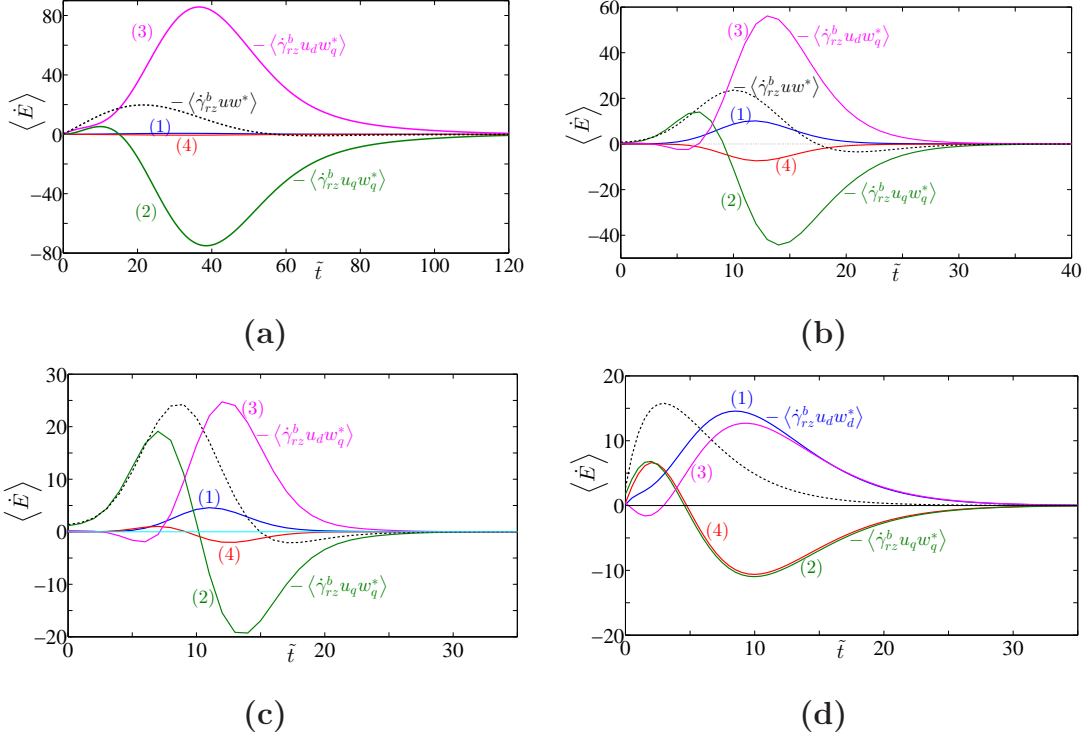 80
40
0
−40
−80
⟨Ė⟩
(3)
− ⟨γ̇ᵇ_rz u_d w*_q⟩
− ⟨γ̇ᵇ_rz uw*⟩
(1)
(4)
(2)
− ⟨γ̇ᵇ_rz u_q w*_q⟩
0 20 40 60 80 100 120
t̃
(a)
60
40
20
0
−20
−40
⟨Ė⟩
(3)
− ⟨γ̇ᵇ_rz u_d w*_q⟩
− ⟨γ̇ᵇ_rz uw*⟩
(1)
(4)
(2)
− ⟨γ̇ᵇ_rz u_q w*_q⟩
0 10 20 30 40
t̃
(b)
30
20
10
0
−10
−20
⟨Ė⟩
(3)
− ⟨γ̇ᵇ_rz u_d w*_q⟩
(1)
(4)
(2)
− ⟨γ̇ᵇ_rz u_q w*_q⟩
0 10 20 30
t̃
(c)
20
10
0
−10
−20
⟨Ė⟩
(1)
− ⟨γ̇ᵇ_rz u_d w*_d⟩
(3)
(4)
− ⟨γ̇ᵇ_rz u_q w*_q⟩
(2)
0 10 20 30
t̃
(d)